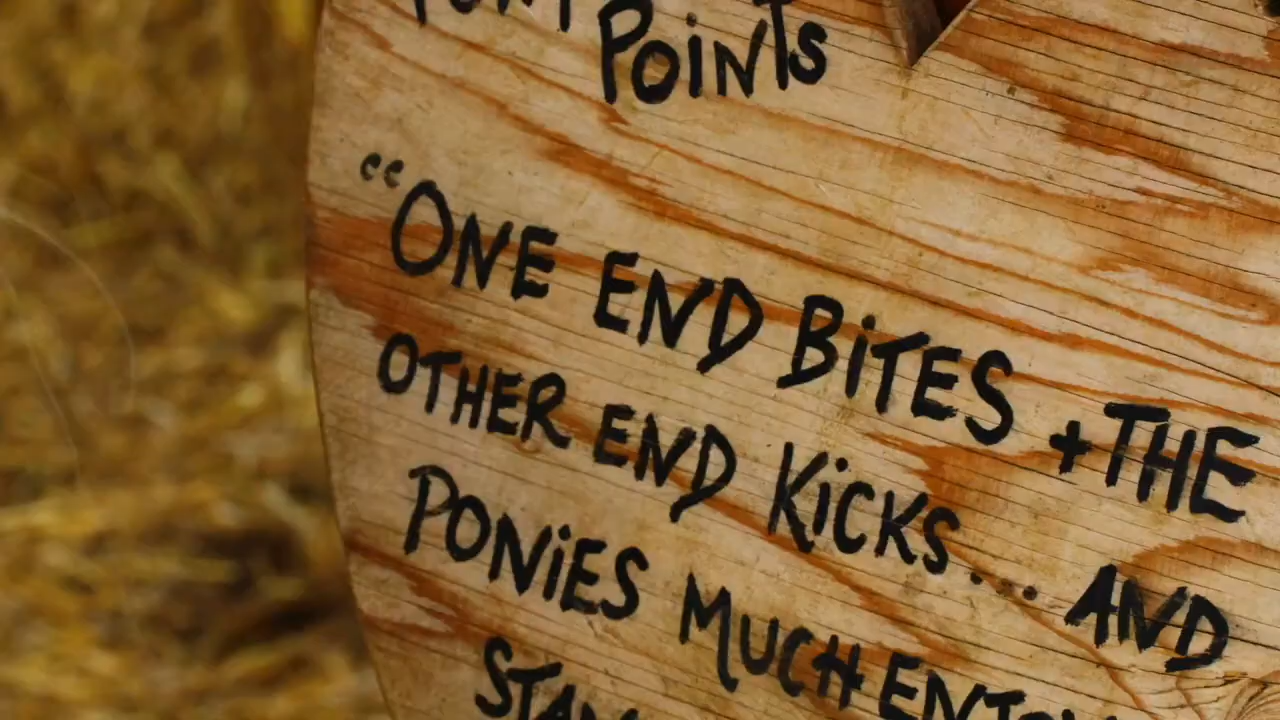 POINTS
“ONE END BITES + THE
OTHER END KICKS... AND
PONIES MUCH